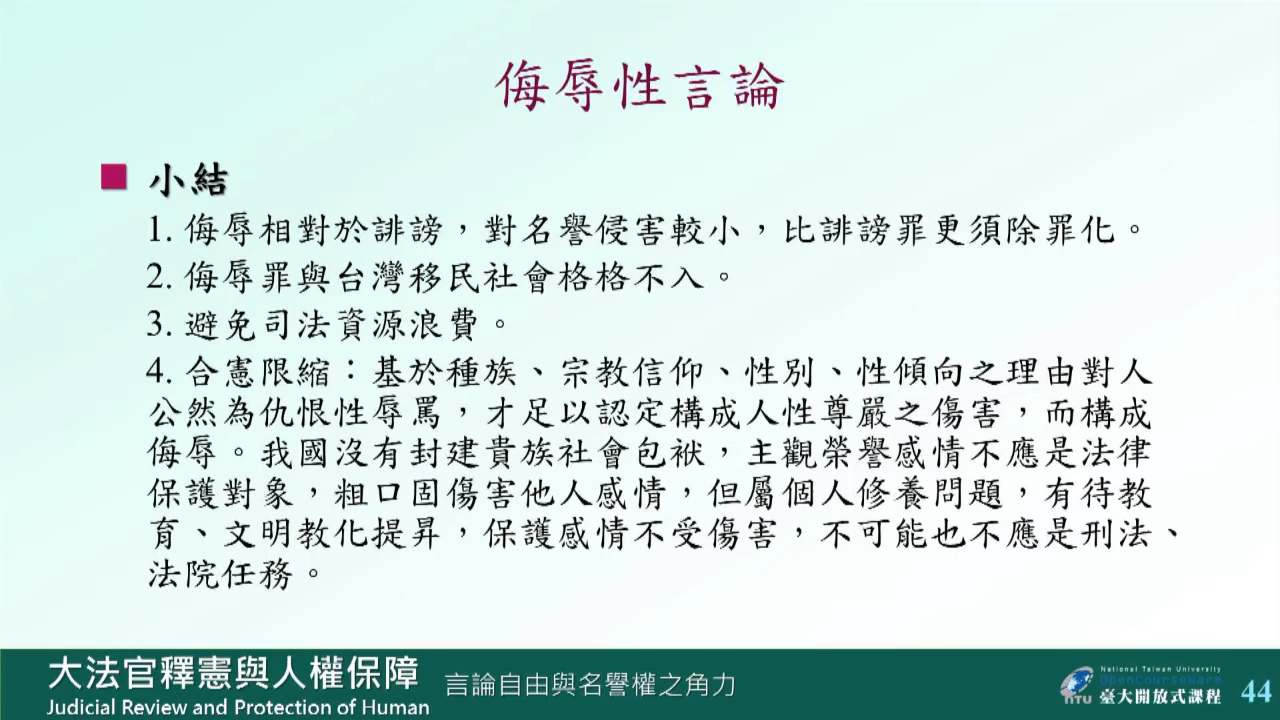 侮辱性言論
小結
1. 侮辱相對於誹謗，對名譽侵害較小，比誹謗罪更須除罪化。
2. 侮辱罪與台灣移民社會格格不入。
3. 避免司法資源浪費。
4. 合憲限縮：基於種族、宗教信仰、性別、性傾向之理由對人
公然為仇恨性辱罵，才足以認定構成人性尊嚴之傷害，而構成
侮辱。我國沒有封建貴族社會包袱，主觀榮譽感情不應是法律
保護對象，粗口固傷害他人感情，但屬個人修養問題，有待教
育、文明教化提昇，保護感情不受傷害，不可能也不應是刑法、
法院任務。
大法官釋憲與人權保障
Judicial Review and Protection of Human
言論自由與名譽權之角力
National Taiwan University
OpenCourseware
NTU 臺大開放式課程
44